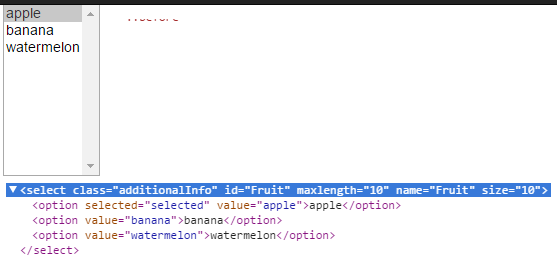 apple
banana
watermelon
<select class="additionalInfo" id="Fruit" maxlength="10" name="Fruit" size="10">
<option selected="selected" value="apple">apple</option>
<option value="banana">banana</option>
<option value="watermelon">watermelon</option>
</select>